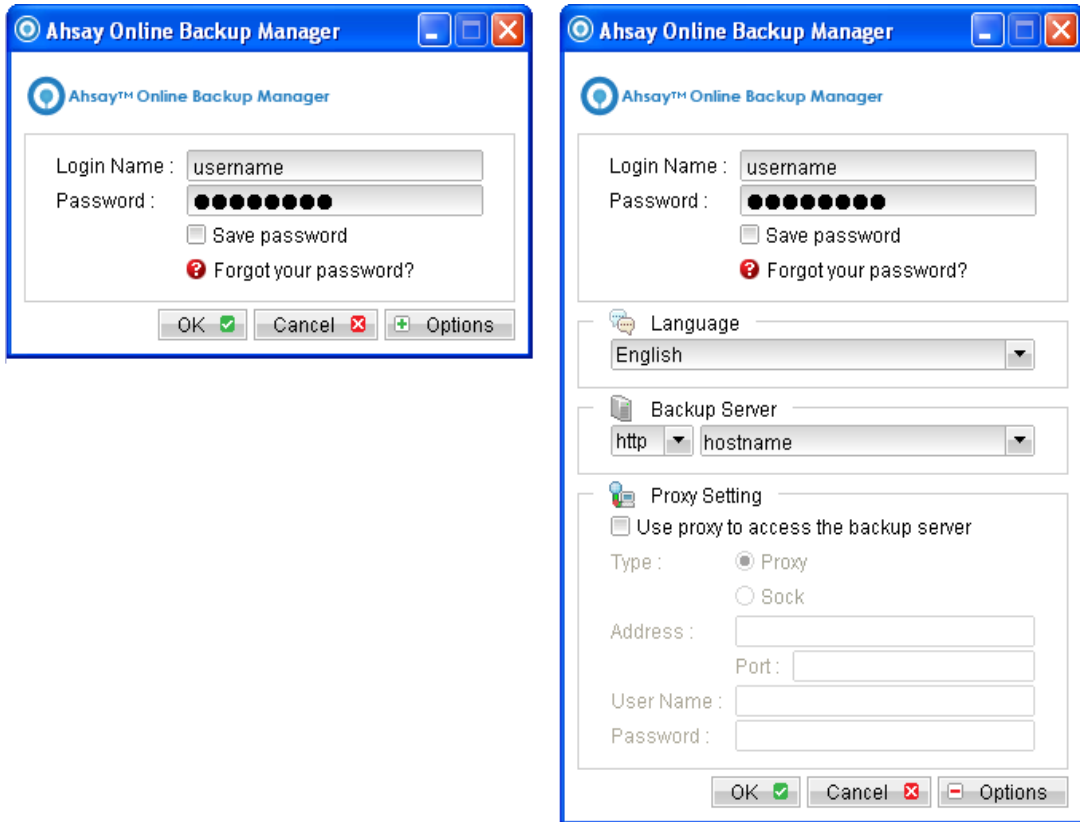 Ahsay Online Backup Manager
Ahsay™ Online Backup Manager
Login Name : username
Password : ●●●●●●●●
Save password
Forgot your password?
OK Cancel Options
Ahsay Online Backup Manager
Ahsay™ Online Backup Manager
Login Name : username
Password : ●●●●●●●●
Save password
Forgot your password?
Language
English
Backup Server
http hostname
Proxy Setting
Use proxy to access the backup server
Type : Proxy
Sock
Address :
Port :
User Name :
Password :
OK Cancel Options